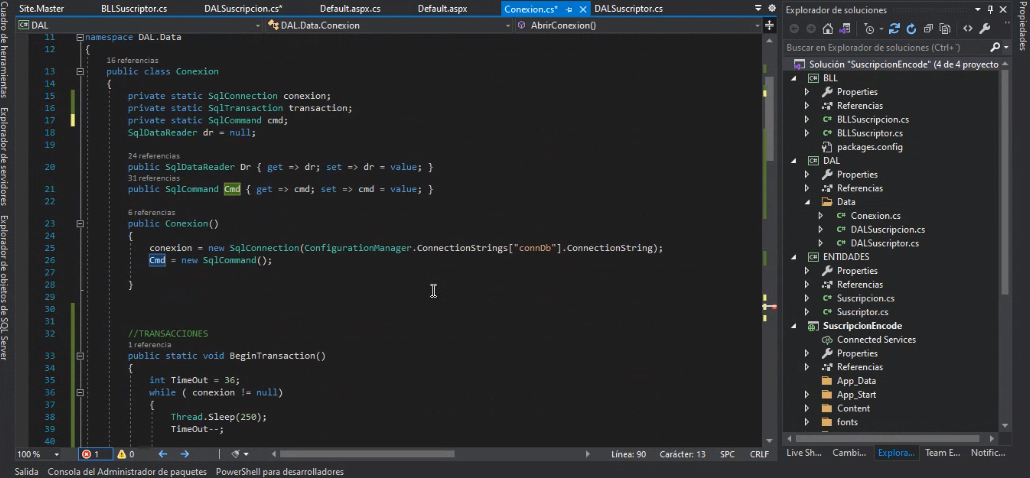 Site.Master BLLSuscriptor.cs DALSuscripcion.cs* Default.aspx.cs Default.aspx Conexion.cs* DALSuscriptor.cs
DAL DAL.Data.Conexion AbrirConexion()
11 namespace DAL.Data
12 {
16 referencias
13 public class Conexion
14 {
15 private static SqlConnection conexion;
16 private static SqlTransaction transaction;
17 private static SqlCommand cmd;
18 SqlDataReader dr = null;
19
24 referencias
20 public SqlDataReader Dr { get => dr; set => dr = value; }
31 referencias
21 public SqlCommand Cmd { get => cmd; set => cmd = value; }
22
6 referencias
23 public Conexion()
24 {
25 conexion = new SqlConnection(ConfigurationManager.ConnectionStrings["connDb"].ConnectionString);
26 Cmd = new SqlCommand();
27
28 }
29
30
31
32 //TRANSACCIONES
1 referencia
33 public static void BeginTransaction()
34 {
35 int TimeOut = 36;
36 while ( conexion != null)
37 {
38 Thread.Sleep(250);
39 TimeOut--;
40
100 % 1 0 Línea: 90 Carácter: 13 SPC CRLF
Salida Consola del Administrador de paquetes PowerShell para desarrolladores
Cuadro de herramientas
Explorador de servidores
Explorador de objetos de SQL Server
Explorador de soluciones
Buscar en Explorador de soluciones (Ctrl+´)
Solución "SuscripcionEncode" (4 de 4 proyecto
BLL
Properties
Referencias
BLLSuscripcion.cs
BLLSuscriptor.cs
packages.config
DAL
Properties
Referencias
Data
Conexion.cs
DALSuscripcion.cs
DALSuscriptor.cs
ENTIDADES
Properties
Referencias
Suscripcion.cs
Suscriptor.cs
SuscripcionEncode
Connected Services
Properties
Referencias
App_Data
App_Start
Content
fonts
Live Sh... Cambi... Explora... Team E... Notific...
Propiedades